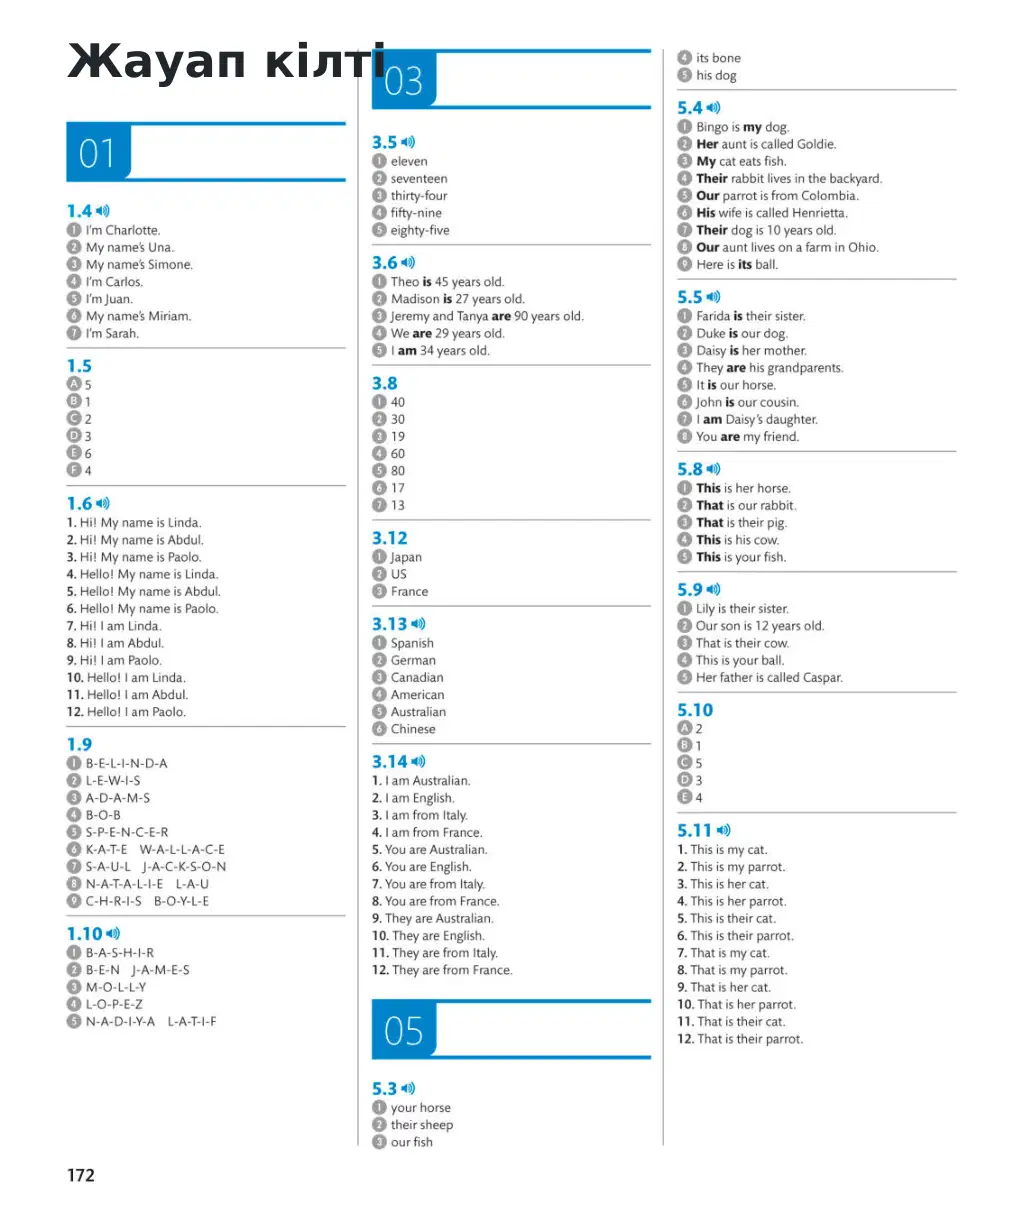 Жауап кілті
01
1.4
1 I'm Charlotte.
2 My name's Una.
3 My name's Simone.
4 I'm Carlos.
5 I'm Juan.
6 My name's Miriam.
7 I'm Sarah.
1.5
A 5
B 1
C 2
D 3
E 6
F 4
1.6
1. Hi! My name is Linda.
2. Hi! My name is Abdul.
3. Hi! My name is Paolo.
4. Hello! My name is Linda.
5. Hello! My name is Abdul.
6. Hello! My name is Paolo.
7. Hi! I am Linda.
8. Hi! I am Abdul.
9. Hi! I am Paolo.
10. Hello! I am Linda.
11. Hello! I am Abdul.
12. Hello! I am Paolo.
1.9
1 B-E-L-I-N-D-A
2 L-E-W-I-S
3 A-D-A-M-S
4 B-O-B
5 S-P-E-N-C-E-R
6 K-A-T-E W-A-L-L-A-C-E
7 S-A-U-L J-A-C-K-S-O-N
8 N-A-T-A-L-I-E L-A-U
9 C-H-R-I-S B-O-Y-L-E
1.10
1 B-A-S-H-I-R
2 B-E-N J-A-M-E-S
3 M-O-L-L-Y
4 L-O-P-E-Z
5 N-A-D-I-Y-A L-A-T-I-F
03
3.5
1 eleven
2 seventeen
3 thirty-four
4 fifty-nine
5 eighty-five
3.6
1 Theo is 45 years old.
2 Madison is 27 years old.
3 Jeremy and Tanya are 90 years old.
4 We are 29 years old.
5 I am 34 years old.
3.8
1 40
2 30
3 19
4 60
5 80
6 17
7 13
3.12
1 Japan
2 US
3 France
3.13
1 Spanish
2 German
3 Canadian
4 American
5 Australian
6 Chinese
3.14
1. I am Australian.
2. I am English.
3. I am from Italy.
4. I am from France.
5. You are Australian.
6. You are English.
7. You are from Italy.
8. You are from France.
9. They are Australian.
10. They are English.
11. They are from Italy.
12. They are from France.
05
5.3
1 your horse
2 their sheep
3 our fish
4 its bone
5 his dog
5.4
1 Bingo is my dog.
2 Her aunt is called Goldie.
3 My cat eats fish.
4 Their rabbit lives in the backyard.
5 Our parrot is from Colombia.
6 His wife is called Henrietta.
7 Their dog is 10 years old.
8 Our aunt lives on a farm in Ohio.
9 Here is its ball.
5.5
1 Farida is their sister.
2 Duke is our dog.
3 Daisy is her mother.
4 They are his grandparents.
5 It is our horse.
6 John is our cousin.
7 I am Daisy's daughter.
8 You are my friend.
5.8
1 This is her horse.
2 That is our rabbit.
3 That is their pig.
4 This is his cow.
5 This is your fish.
5.9
1 Lily is their sister.
2 Our son is 12 years old.
3 That is their cow.
4 This is your ball.
5 Her father is called Caspar.
5.10
A 2
B 1
C 5
D 3
E 4
5.11
1. This is my cat.
2. This is my parrot.
3. This is her cat.
4. This is her parrot.
5. This is their cat.
6. This is their parrot.
7. That is my cat.
8. That is my parrot.
9. That is her cat.
10. That is her parrot.
11. That is their cat.
12. That is their parrot.
172